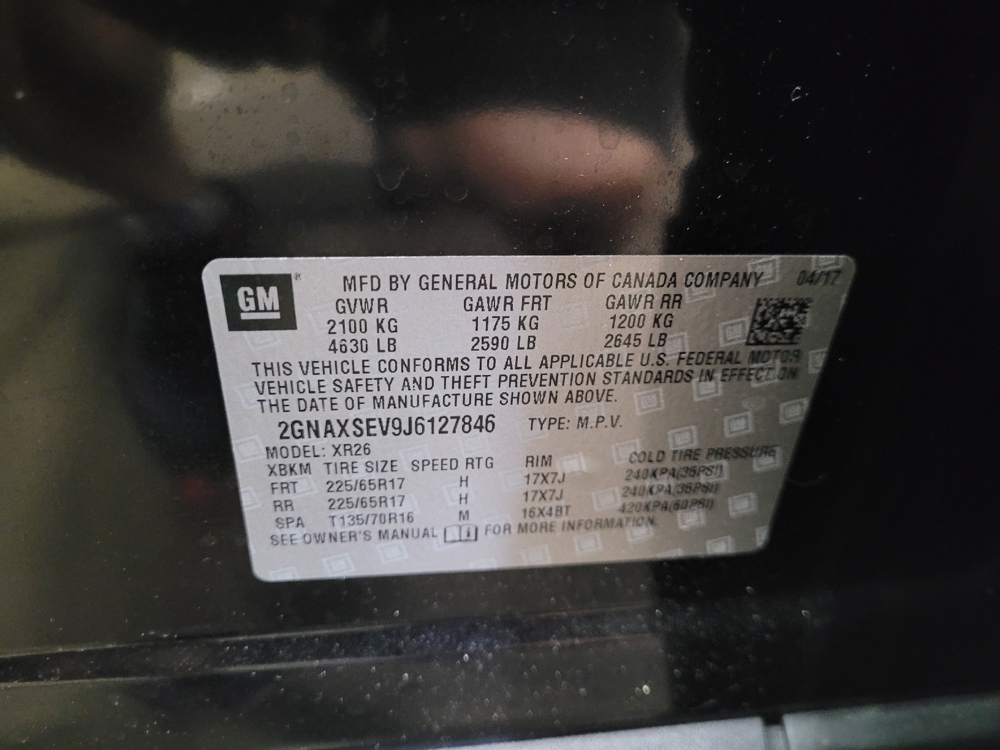 GM ® MFD BY GENERAL MOTORS OF CANADA COMPANY 04/17
GVWR GAWR FRT GAWR RR
2100 KG 1175 KG 1200 KG
4630 LB 2590 LB 2645 LB
THIS VEHICLE CONFORMS TO ALL APPLICABLE U.S. FEDERAL MOTOR
VEHICLE SAFETY AND THEFT PREVENTION STANDARDS IN EFFECT ON
THE DATE OF MANUFACTURE SHOWN ABOVE.
2GNAXSEV9J6127846 TYPE: M.P.V.
MODEL: XR26
XBKM TIRE SIZE SPEED RTG RIM COLD TIRE PRESSURE
FRT 225/65R17 H 17X7J 240KPA(35PSI)
RR 225/65R17 H 17X7J 240KPA(35PSI)
SPA T135/70R16 M 16X4BT 420KPA(60PSI)
SEE OWNER'S MANUAL FOR MORE INFORMATION.